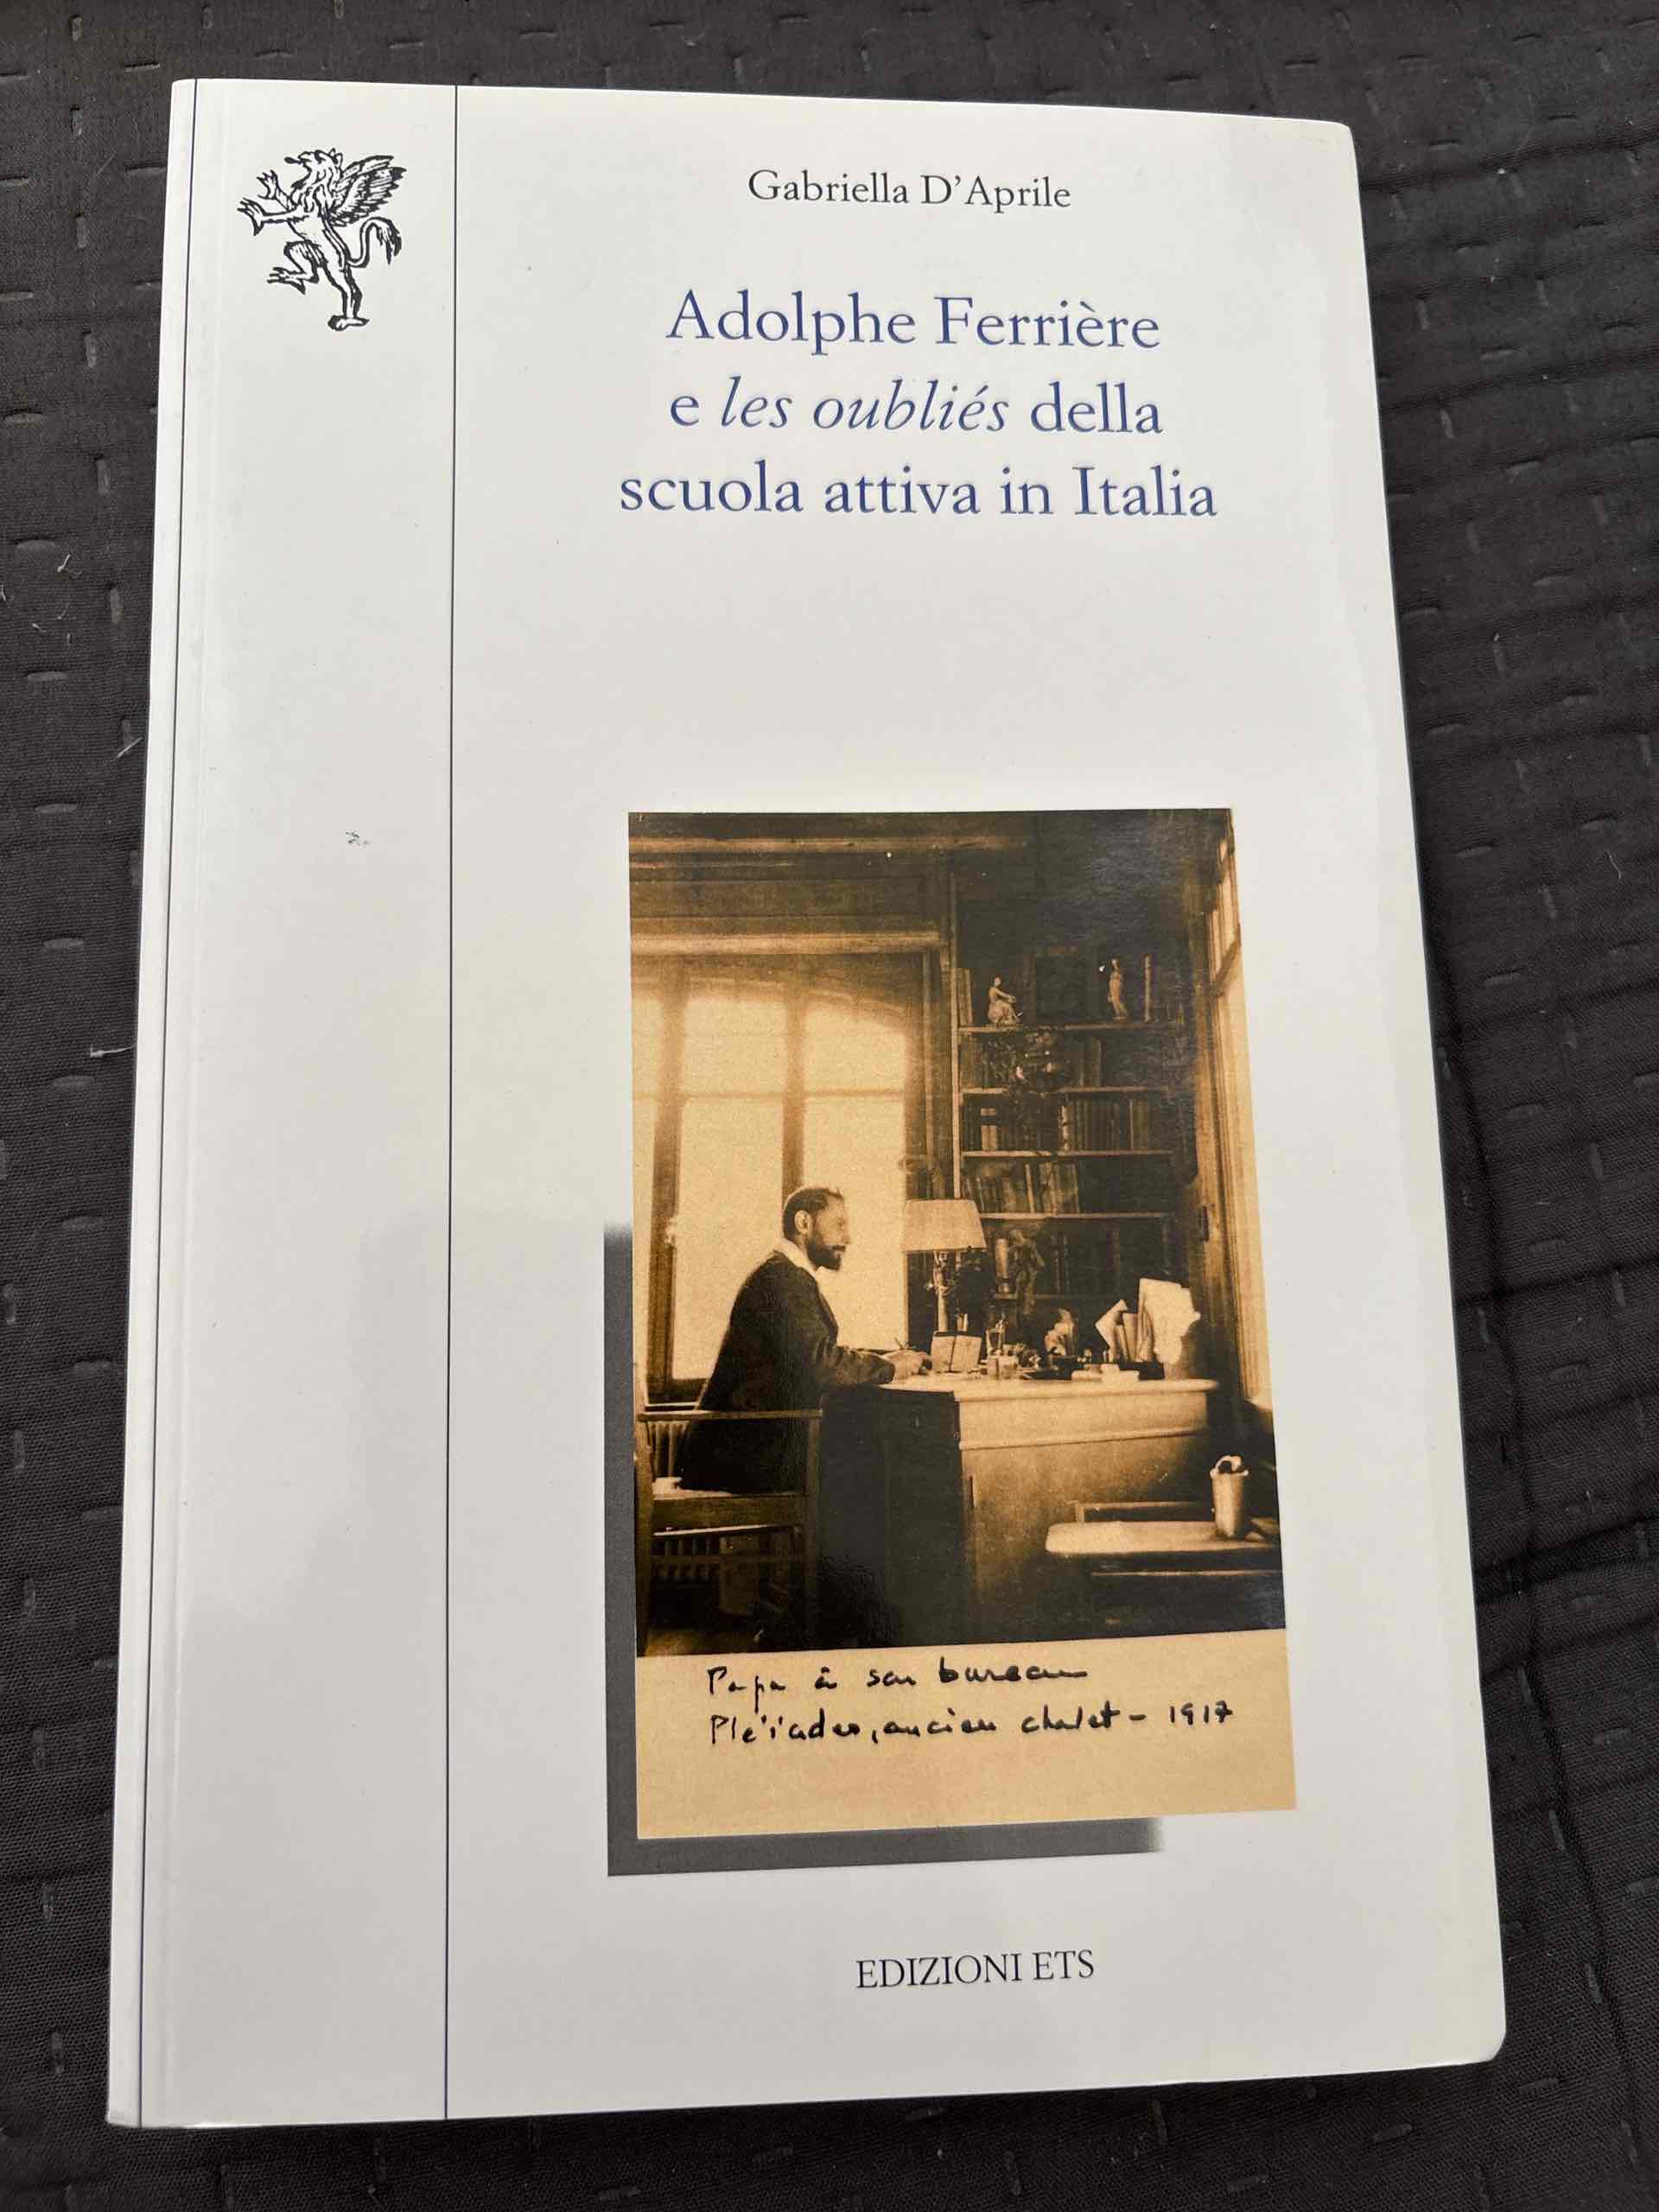 Gabriella D'Aprile
Adolphe Ferrière
e les oubliés della
scuola attiva in Italia
Papa à son bureau
Pléiades, ancien chalet - 1917
EDIZIONI ETS